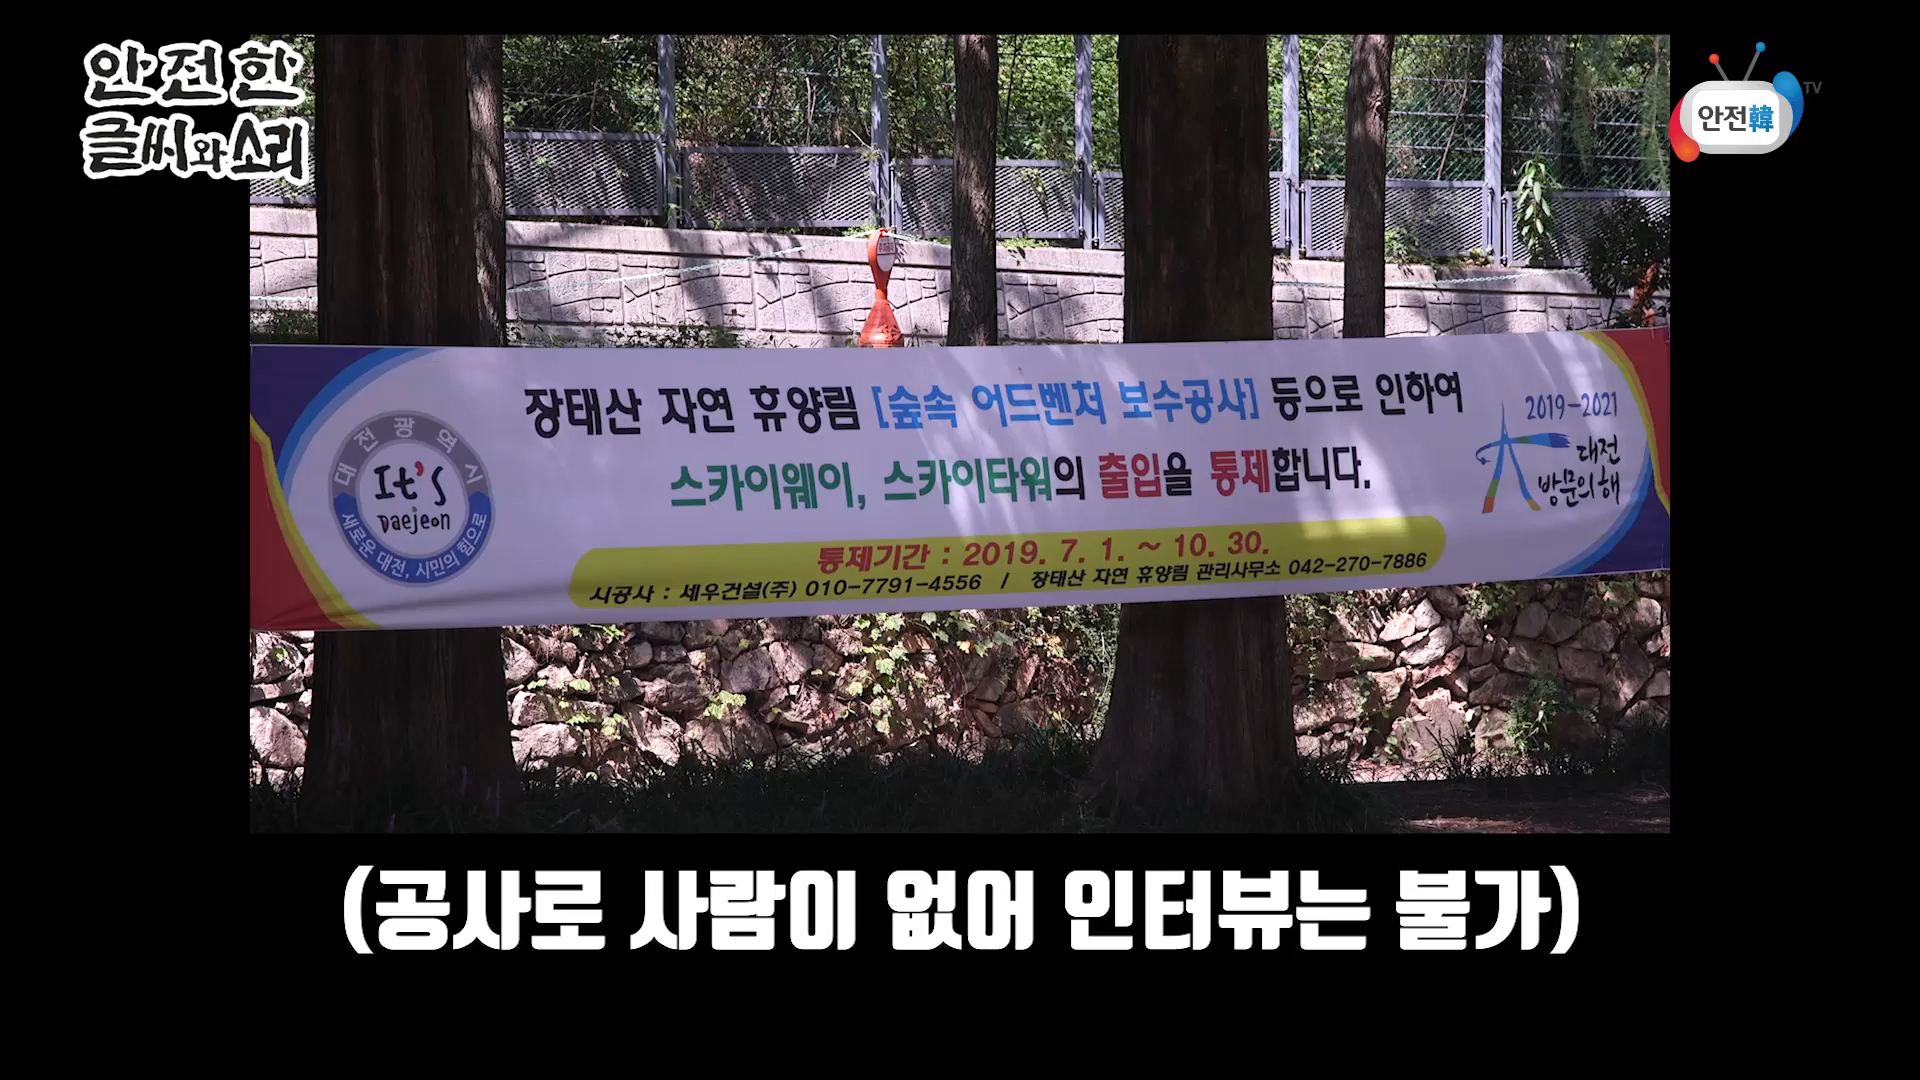 안전한
글씨와 소리
안전韓
TV
장태산 자연 휴양림 [숲속 어드벤처 보수공사] 등으로 인하여
스카이웨이, 스카이타워의 출입을 통제합니다.
통제기간 : 2019. 7. 1. ~ 10. 30.
시공사 : 세우건설(주) 010-7791-4556 / 장태산 자연 휴양림 관리사무소 042-270-7886
대전광역시
It's
Daejeon
새로운 대전, 시민의 힘으로
2019-2021
대전
방문의 해
(공사로 사람이 없어 인터뷰는 불가)